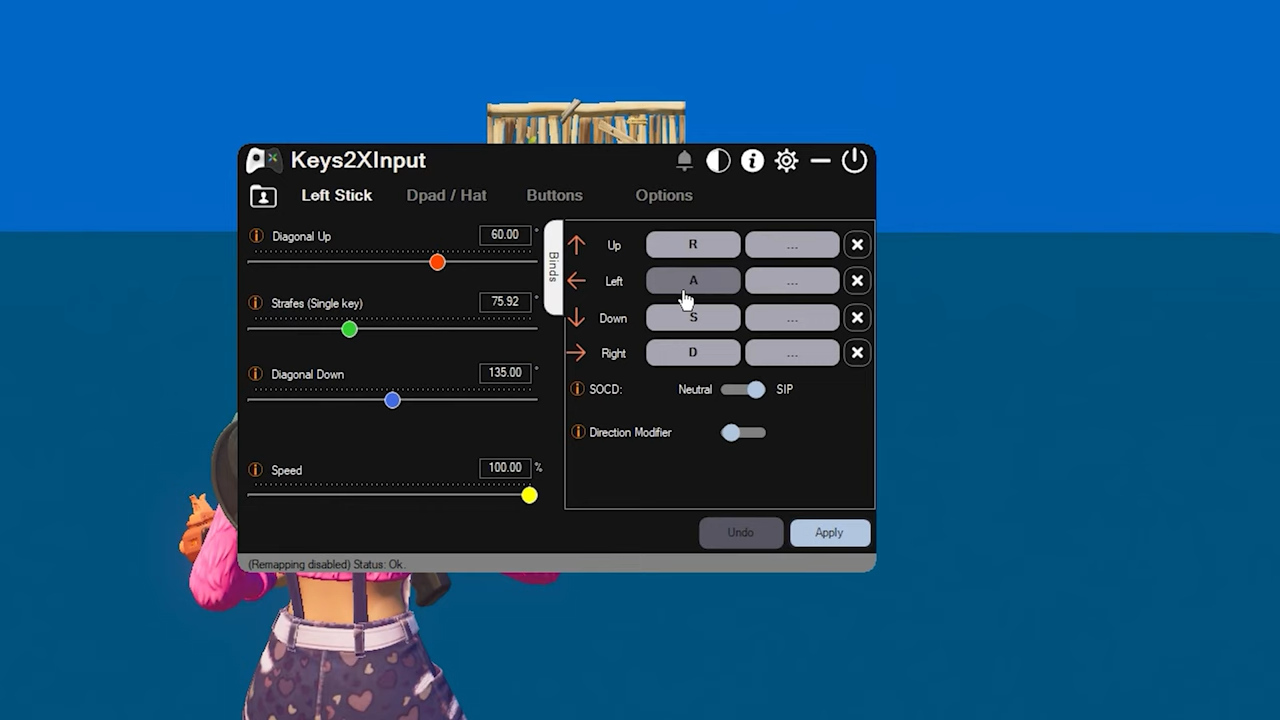 Keys2XInput
Left Stick Dpad / Hat Buttons Options
Diagonal Up 60.00 °
Strafes (Single key) 75.92 °
Diagonal Down 135.00 °
Speed 100.00 %
Binds
Up R ...
Left A ...
Down S ...
Right D ...
SOCD: Neutral SIP
Direction Modifier
Undo Apply
(Remapping disabled) Status: Ok.